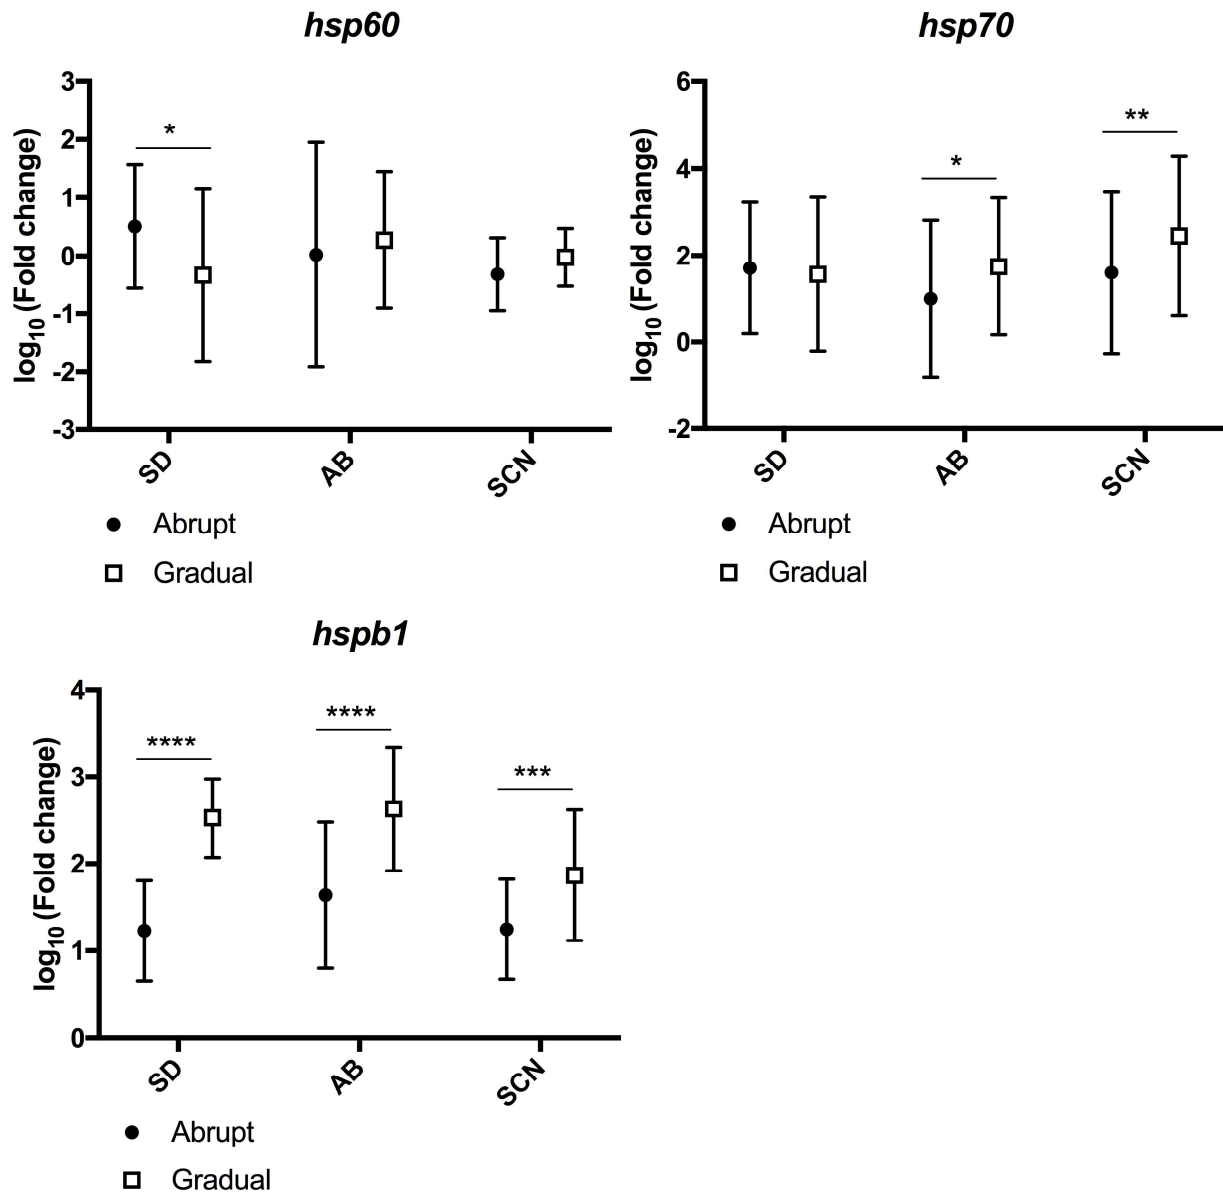 hsp60
log10 (Fold change)
3
2
1
0
-1
-2
-3
*
SD
AB
SCN
Abrupt
Gradual
hsp70
log10 (Fold change)
6
4
2
0
-2
*
**
SD
AB
SCN
Abrupt
Gradual
hspb1
log10 (Fold change)
4
3
2
1
0
****
****
***
SD
AB
SCN
Abrupt
Gradual